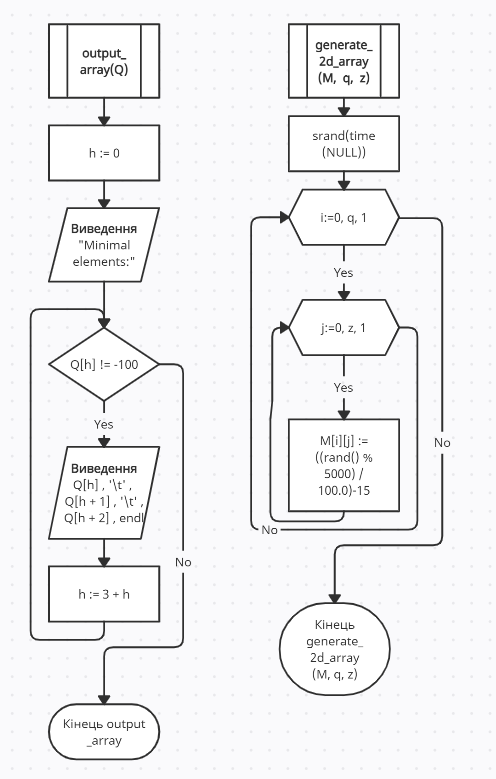 output_
array(Q)
h := 0
Виведення
"Minimal
elements:"
Q[h] != -100
Yes
Виведення
Q[h] , '\t' ,
Q[h + 1] , '\t' ,
Q[h + 2] , endl
h := 3 + h
No
Кінець output
_array
generate_
2d_array
(M, q, z)
srand(time
(NULL))
i:=0, q, 1
Yes
j:=0, z, 1
Yes
M[i][j] :=
((rand() %
5000) /
100.0)-15
No
No
Кінець
generate_
2d_array
(M, q, z)